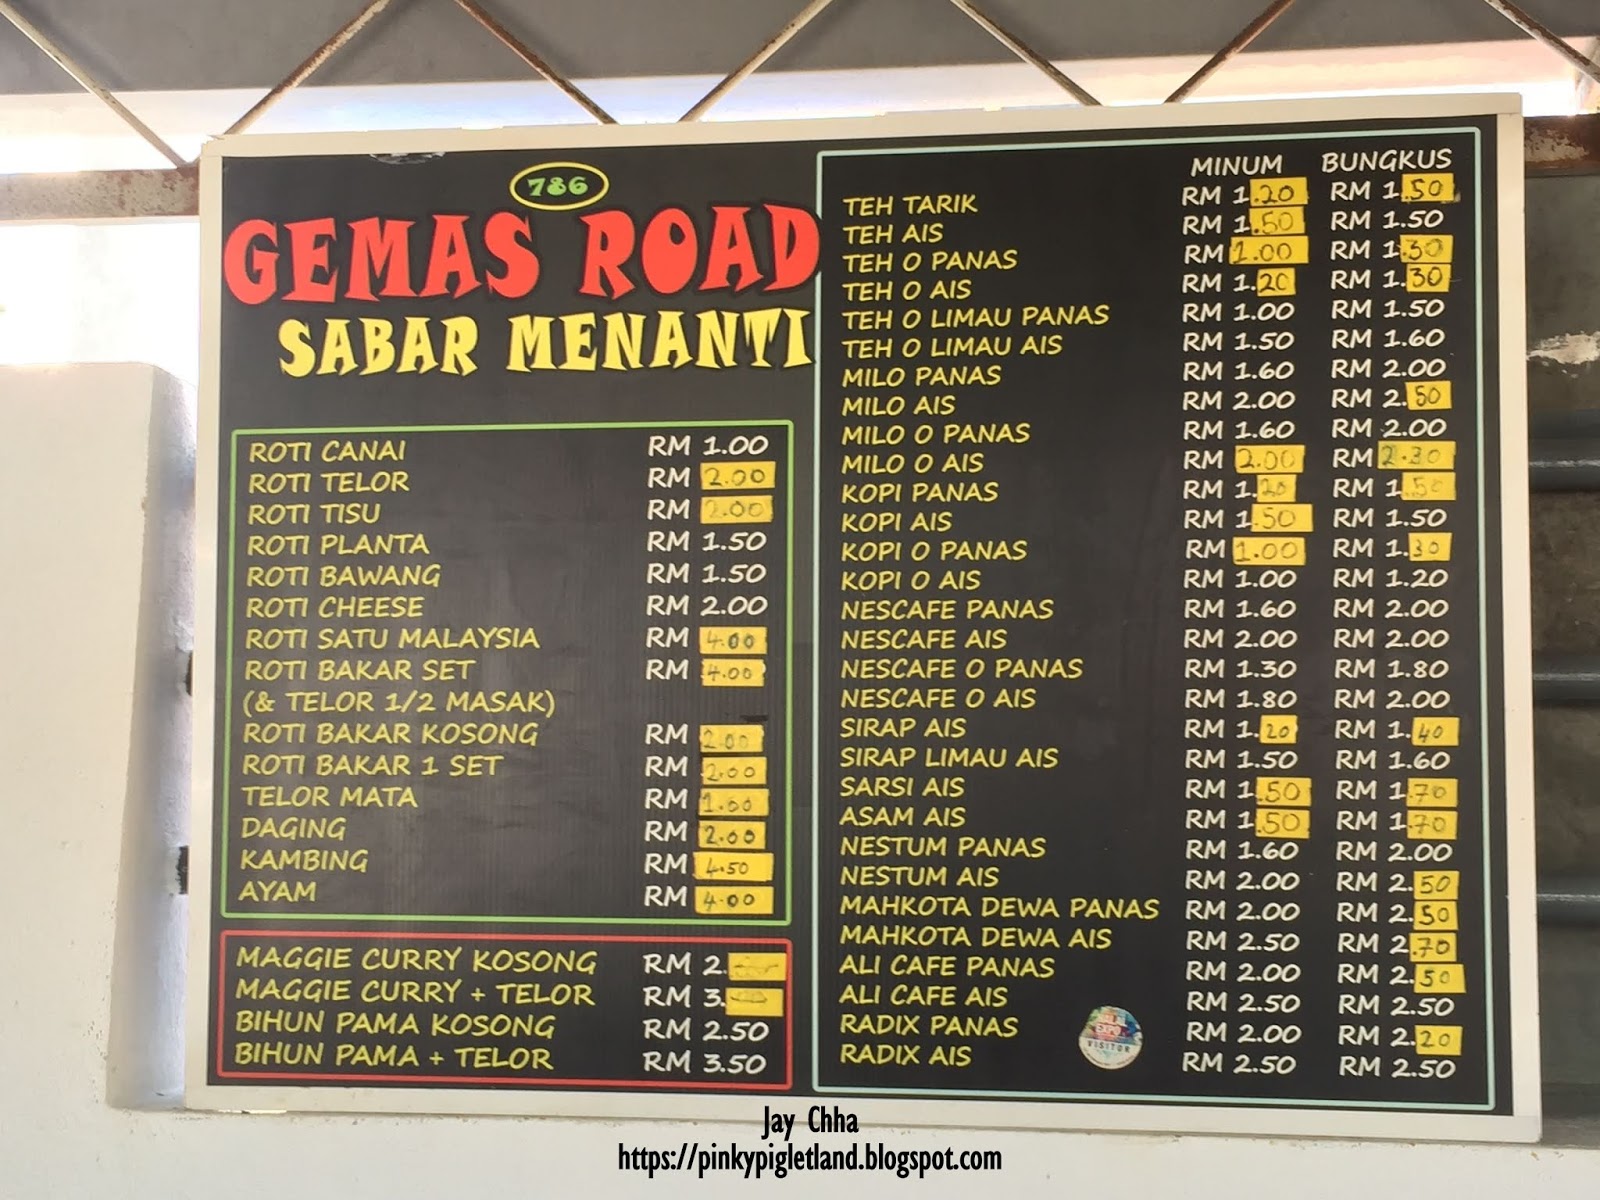 786
GEMAS ROAD
SABAR MENANTI
ROTI CANAI RM 1.00
ROTI TELOR RM 2.00
ROTI TISU RM 2.00
ROTI PLANTA RM 1.50
ROTI BAWANG RM 1.50
ROTI CHEESE RM 2.00
ROTI SATU MALAYSIA RM 4.00
ROTI BAKAR SET RM 4.00
(& TELOR 1/2 MASAK)
ROTI BAKAR KOSONG RM 2.00
ROTI BAKAR 1 SET RM 2.00
TELOR MATA RM 1.00
DAGING RM 2.00
KAMBING RM 4.50
AYAM RM 4.00
MAGGIE CURRY KOSONG RM 2.
MAGGIE CURRY + TELOR RM 3.
BIHUN PAMA KOSONG RM 2.50
BIHUN PAMA + TELOR RM 3.50
MINUM BUNGKUS
TEH TARIK RM 1.20 RM 1.50
TEH AIS RM 1.50 RM 1.50
TEH O PANAS RM 1.00 RM 1.30
TEH O AIS RM 1.20 RM 1.30
TEH O LIMAU PANAS RM 1.00 RM 1.50
TEH O LIMAU AIS RM 1.50 RM 1.60
MILO PANAS RM 1.60 RM 2.00
MILO AIS RM 2.00 RM 2.50
MILO O PANAS RM 1.60 RM 2.00
MILO O AIS RM 2.00 RM 2.30
KOPI PANAS RM 1.20 RM 1.50
KOPI AIS RM 1.50 RM 1.50
KOPI O PANAS RM 1.00 RM 1.30
KOPI O AIS RM 1.00 RM 1.20
NESCAFE PANAS RM 1.60 RM 2.00
NESCAFE AIS RM 2.00 RM 2.00
NESCAFE O PANAS RM 1.30 RM 1.80
NESCAFE O AIS RM 1.80 RM 2.00
SIRAP AIS RM 1.20 RM 1.40
SIRAP LIMAU AIS RM 1.50 RM 1.60
SARSI AIS RM 1.50 RM 1.70
ASAM AIS RM 1.50 RM 1.70
NESTUM PANAS RM 1.60 RM 2.00
NESTUM AIS RM 2.00 RM 2.50
MAHKOTA DEWA PANAS RM 2.00 RM 2.50
MAHKOTA DEWA AIS RM 2.50 RM 2.70
ALI CAFE PANAS RM 2.00 RM 2.50
ALI CAFE AIS RM 2.50 RM 2.50
RADIX PANAS RM 2.00 RM 2.20
RADIX AIS RM 2.50 RM 2.50
EXPO
VISITOR
Jay Chha
https://pinkypigletland.blogspot.com